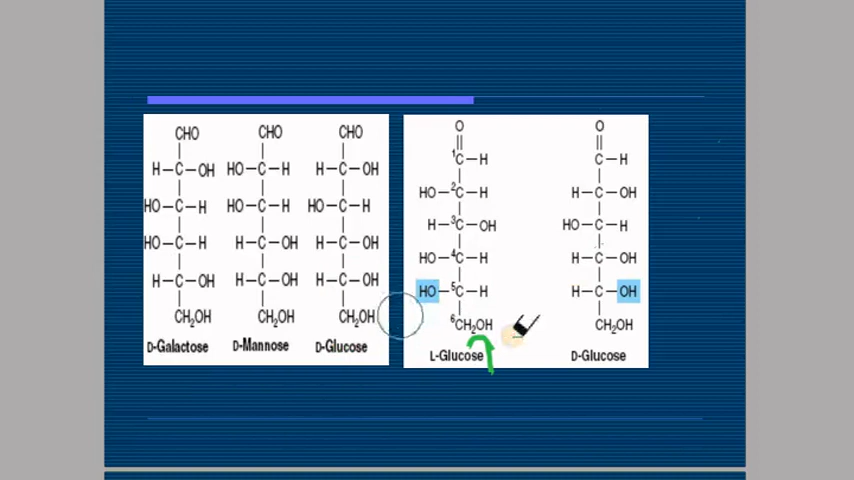 CHO CHO CHO
H-C-OH HO-C-H H-C-OH
HO-C-H HO-C-H HO-C-H
HO-C-H H-C-OH H-C-OH
H-C-OH H-C-OH H-C-OH
CH₂OH CH₂OH CH₂OH
D-Galactose D-Mannose D-Glucose
O O
¹C-H C-H
HO-²C-H H-C-OH
H-³C-OH HO-C-H
HO-⁴C-H H-C-OH
HO-⁵C-H H-C-OH
⁶CH₂OH CH₂OH
L-Glucose D-Glucose